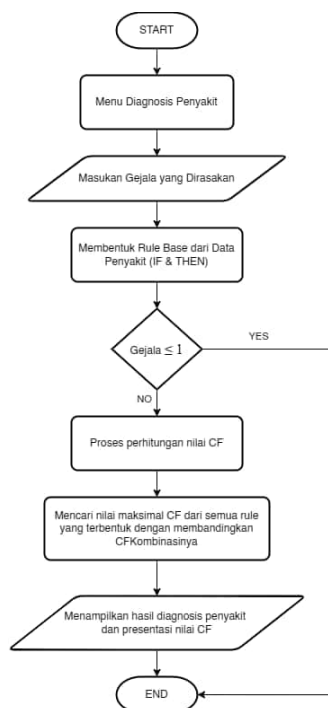 START
Menu Diagnosis Penyakit
Masukan Gejala yang Dirasakan
Membentuk Rule Base dari Data
Penyakit (IF & THEN)
Gejala ≤ 1
YES
NO
Proses perhitungan nilai CF
Mencari nilai maksimal CF dari semua rule
yang terbentuk dengan membandingkan
CFKombinasinya
Menampilkan hasil diagnosis penyakit
dan presentasi nilai CF
END